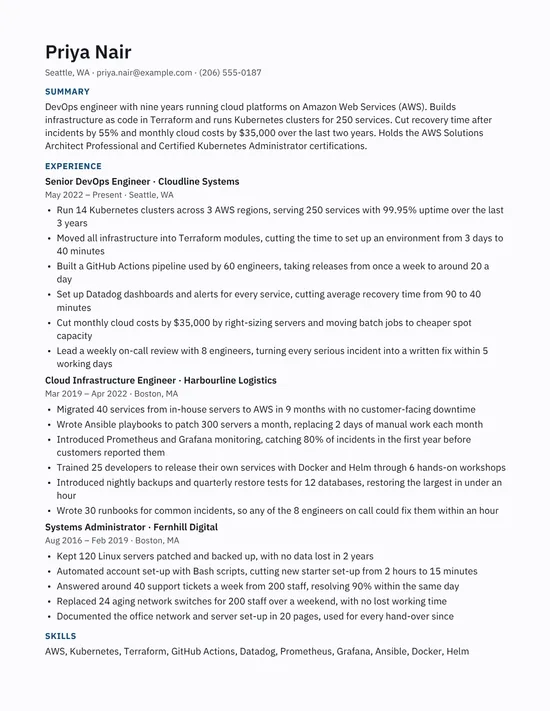 Priya Nair
Seattle, WA · priya.nair@example.com · (206) 555-0187
SUMMARY
DevOps engineer with nine years running cloud platforms on Amazon Web Services (AWS). Builds
infrastructure as code in Terraform and runs Kubernetes clusters for 250 services. Cut recovery time after
incidents by 55% and monthly cloud costs by $35,000 over the last two years. Holds the AWS Solutions
Architect Professional and Certified Kubernetes Administrator certifications.
EXPERIENCE
Senior DevOps Engineer · Cloudline Systems
May 2022 – Present · Seattle, WA
• Run 14 Kubernetes clusters across 3 AWS regions, serving 250 services with 99.95% uptime over the last
3 years
• Moved all infrastructure into Terraform modules, cutting the time to set up an environment from 3 days to
40 minutes
• Built a GitHub Actions pipeline used by 60 engineers, taking releases from once a week to around 20 a
day
• Set up Datadog dashboards and alerts for every service, cutting average recovery time from 90 to 40
minutes
• Cut monthly cloud costs by $35,000 by right-sizing servers and moving batch jobs to cheaper spot
capacity
• Lead a weekly on-call review with 8 engineers, turning every serious incident into a written fix within 5
working days
Cloud Infrastructure Engineer · Harbourline Logistics
Mar 2019 – Apr 2022 · Boston, MA
• Migrated 40 services from in-house servers to AWS in 9 months with no customer-facing downtime
• Wrote Ansible playbooks to patch 300 servers a month, replacing 2 days of manual work each month
• Introduced Prometheus and Grafana monitoring, catching 80% of incidents in the first year before
customers reported them
• Trained 25 developers to release their own services with Docker and Helm through 6 hands-on workshops
• Introduced nightly backups and quarterly restore tests for 12 databases, restoring the largest in under an
hour
• Wrote 30 runbooks for common incidents, so any of the 8 engineers on call could fix them within an hour
Systems Administrator · Fernhill Digital
Aug 2016 – Feb 2019 · Boston, MA
• Kept 120 Linux servers patched and backed up, with no data lost in 2 years
• Automated account set-up with Bash scripts, cutting new starter set-up from 2 hours to 15 minutes
• Answered around 40 support tickets a week from 200 staff, resolving 90% within the same day
• Replaced 24 aging network switches for 200 staff over a weekend, with no lost working time
• Documented the office network and server set-up in 20 pages, used for every hand-over since
SKILLS
AWS, Kubernetes, Terraform, GitHub Actions, Datadog, Prometheus, Grafana, Ansible, Docker, Helm